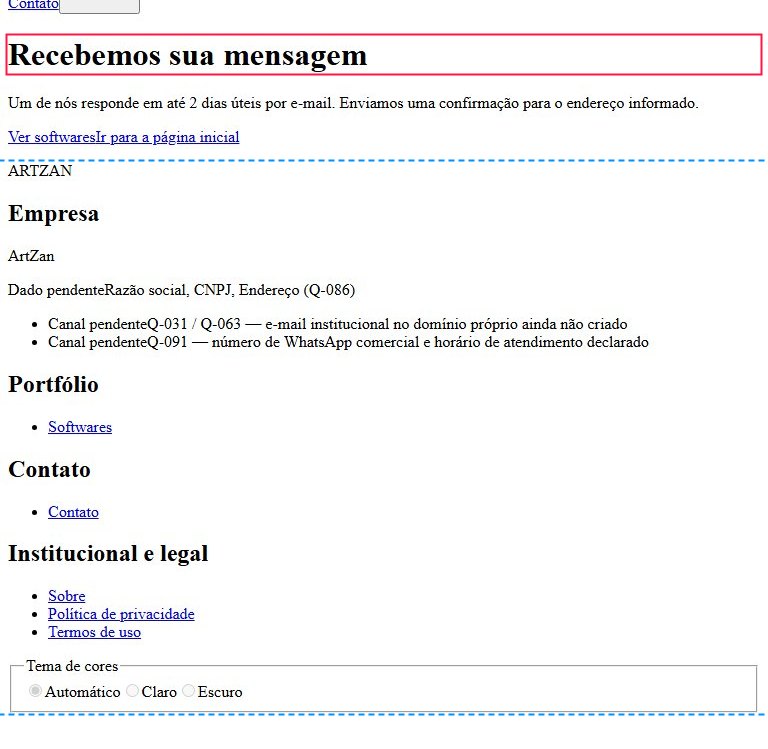 Contato
Recebemos sua mensagem
Um de nós responde em até 2 dias úteis por e-mail. Enviamos uma confirmação para o endereço informado.
Ver softwaresIr para a página inicial
ARTZAN
Empresa
ArtZan
Dado pendenteRazão social, CNPJ, Endereço (Q-086)
Canal pendenteQ-031 / Q-063 — e-mail institucional no domínio próprio ainda não criado
Canal pendenteQ-091 — número de WhatsApp comercial e horário de atendimento declarado
Portfólio
Softwares
Contato
Contato
Institucional e legal
Sobre
Política de privacidade
Termos de uso
Tema de cores
Automático Claro Escuro